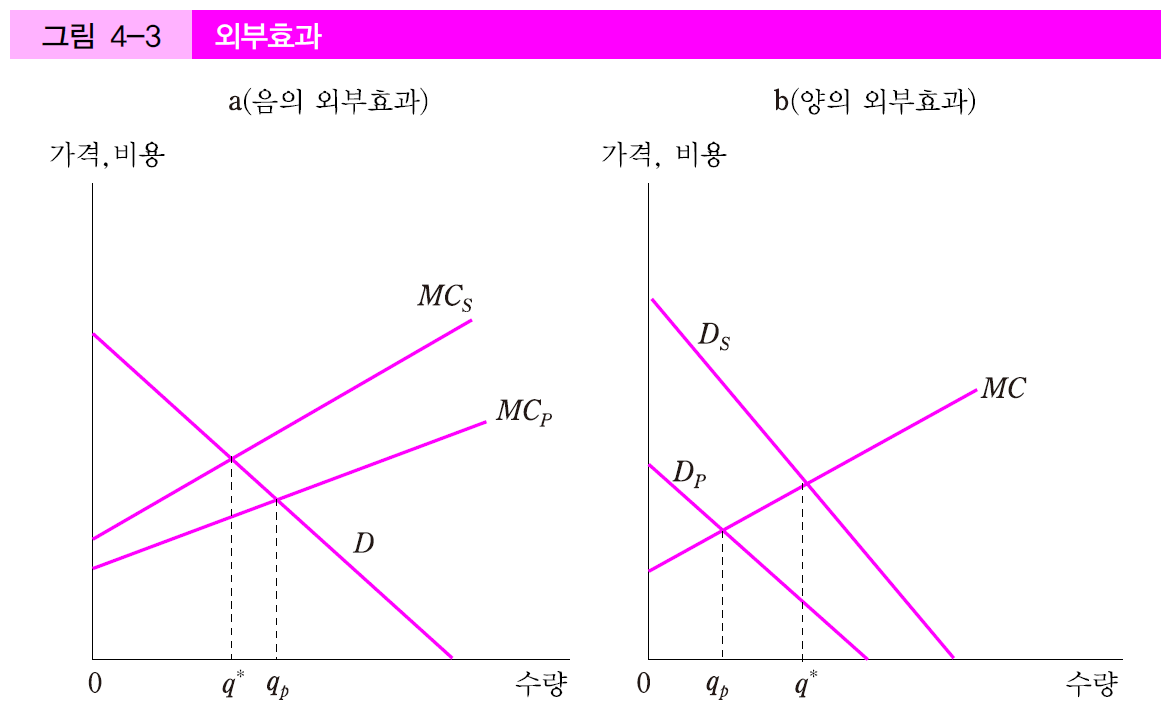 그림 4-3 외부효과
a(음의 외부효과)
b(양의 외부효과)
가격, 비용
MC_S
MC_P
D
0
q*
q_p
수량
가격, 비용
D_S
D_P
MC
0
q_p
q*
수량